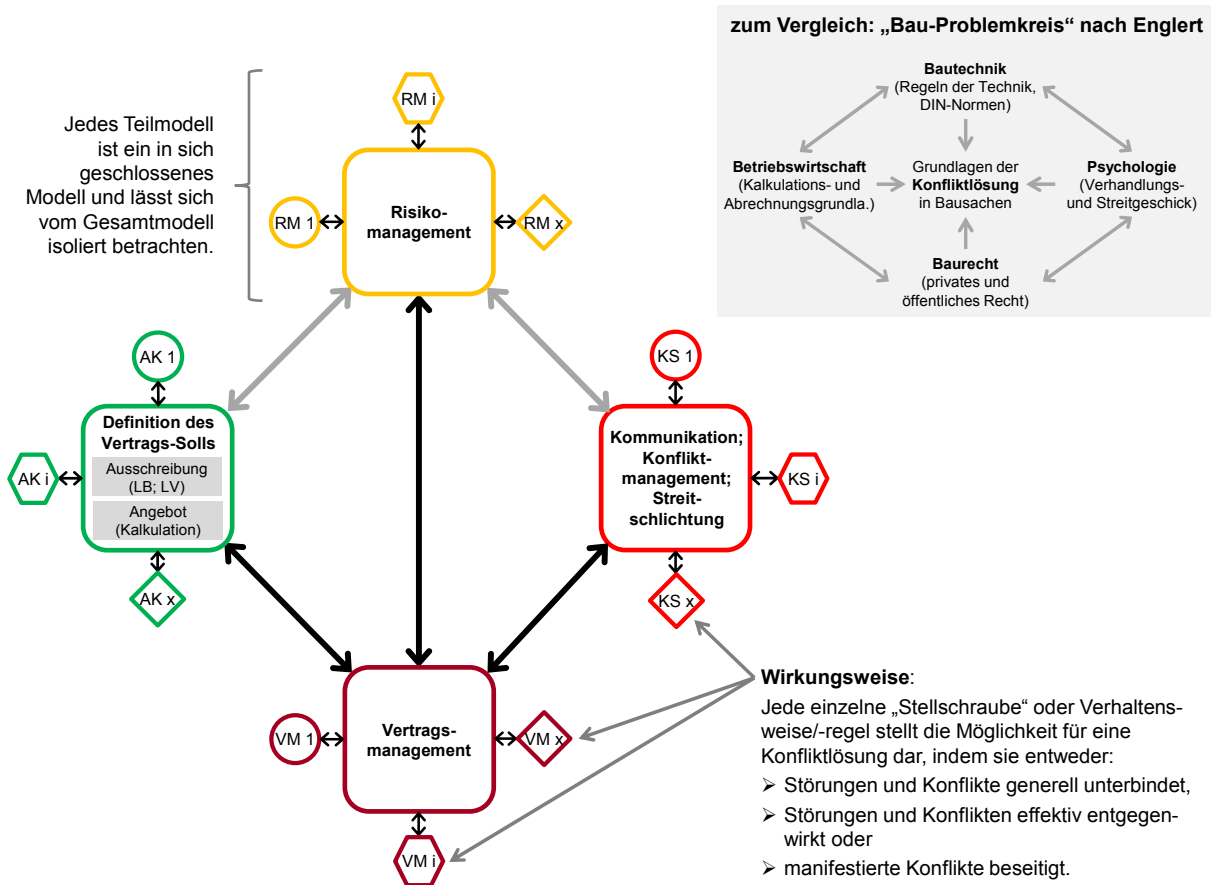 zum Vergleich: „Bau-Problemkreis“ nach Englert
Bautechnik
(Regeln der Technik,
DIN-Normen)
Betriebswirtschaft
(Kalkulations- und
Abrechnungsgrundla.)
Grundlagen der
Konfliktlösung
in Bausachen
Psychologie
(Verhandlungs-
und Streitgeschick)
Baurecht
(privates und
öffentliches Recht)
Jedes Teilmodell
ist ein in sich
geschlossenes
Modell und lässt sich
vom Gesamtmodell
isoliert betrachten.
RM i
RM 1
Risiko-
management
RM x
AK 1
Definition des
Vertrags-Solls
Ausschreibung
(LB; LV)
Angebot
(Kalkulation)
AK i
AK x
KS 1
Kommunikation;
Konflikt-
management;
Streit-
schlichtung
KS i
KS x
VM 1
Vertrags-
management
VM x
VM i
Wirkungsweise:
Jede einzelne „Stellschraube“ oder Verhaltens-
weise/-regel stellt die Möglichkeit für eine
Konfliktlösung dar, indem sie entweder:
➢ Störungen und Konflikte generell unterbindet,
➢ Störungen und Konflikten effektiv entgegen-
wirkt oder
➢ manifestierte Konflikte beseitigt.